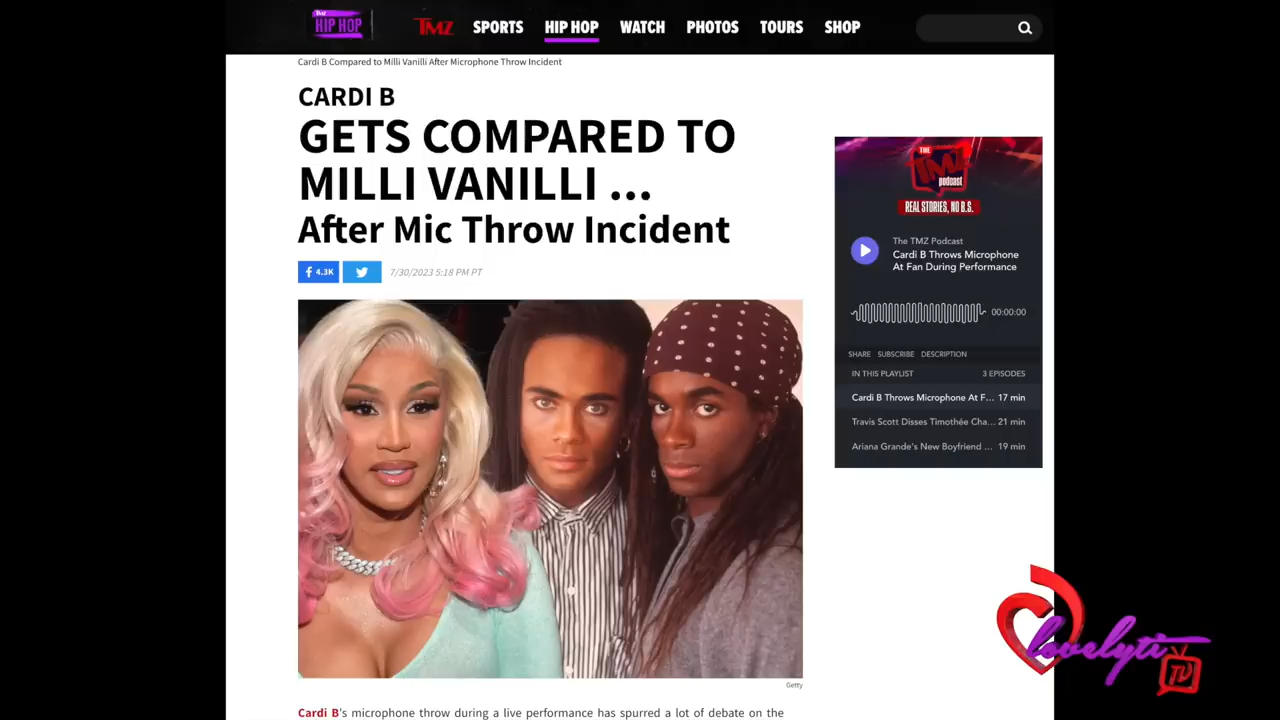 TMZ
HIP HOP
TMZ
SPORTS
HIP HOP
WATCH
PHOTOS
TOURS
SHOP
Cardi B Compared to Milli Vanilli After Microphone Throw Incident
CARDI B
GETS COMPARED TO
MILLI VANILLI ...
After Mic Throw Incident
4.3K
7/30/2023 5:18 PM PT
Getty
Cardi B's microphone throw during a live performance has spurred a lot of debate on the
THE
TMZ
podcast
REAL STORIES, NO B.S.
The TMZ Podcast
Cardi B Throws Microphone
At Fan During Performance
00:00:00
SHARE SUBSCRIBE DESCRIPTION
IN THIS PLAYLIST 3 EPISODES
Cardi B Throws Microphone At F... 17 min
Travis Scott Disses Timothée Cha... 21 min
Ariana Grande's New Boyfriend ... 19 min
lovelyti
TV